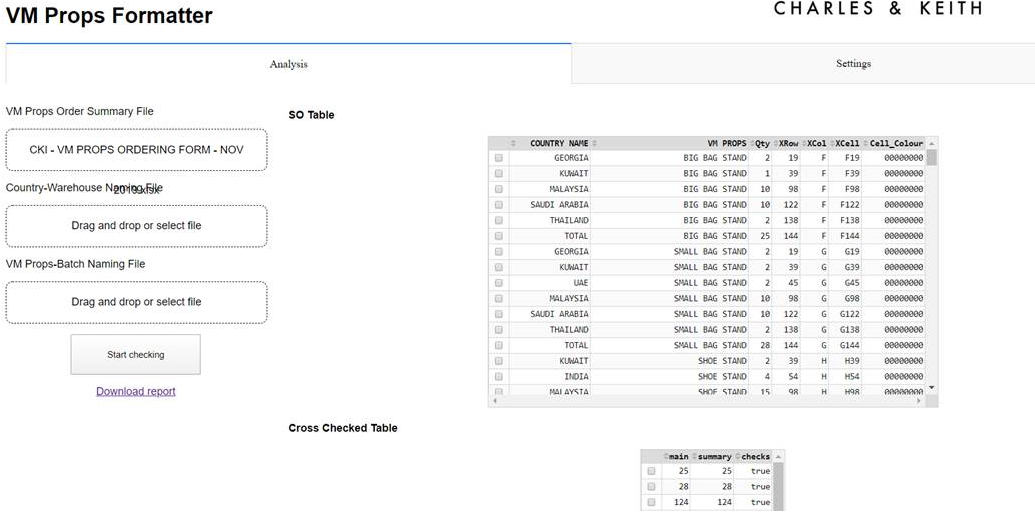 VM Props Formatter
CHARLES & KEITH
Analysis
Settings
VM Props Order Summary File
CKI - VM PROPS ORDERING FORM - NOV
2019.xlsx
Country-Warehouse Naming File
Drag and drop or select file
VM Props-Batch Naming File
Drag and drop or select file
Start checking
Download report
SO Table
COUNTRY NAME VM PROPS Qty XRow XCol XCell Cell_Colour
GEORGIA BIG BAG STAND 2 19 F F19 00000000
KUWAIT BIG BAG STAND 1 39 F F39 00000000
MALAYSIA BIG BAG STAND 10 98 F F98 00000000
SAUDI ARABIA BIG BAG STAND 10 122 F F122 00000000
THAILAND BIG BAG STAND 2 138 F F138 00000000
TOTAL BIG BAG STAND 25 144 F F144 00000000
GEORGIA SMALL BAG STAND 2 19 G G19 00000000
KUWAIT SMALL BAG STAND 2 39 G G39 00000000
UAE SMALL BAG STAND 2 45 G G45 00000000
MALAYSIA SMALL BAG STAND 10 98 G G98 00000000
SAUDI ARABIA SMALL BAG STAND 10 122 G G122 00000000
THAILAND SMALL BAG STAND 2 138 G G138 00000000
TOTAL SMALL BAG STAND 28 144 G G144 00000000
KUWAIT SHOE STAND 2 39 H H39 00000000
INDIA SHOE STAND 4 54 H H54 00000000
MALAYSIA SHOE STAND 15 98 H H98 00000000
Cross Checked Table
main summary checks
25 25 true
28 28 true
124 124 true